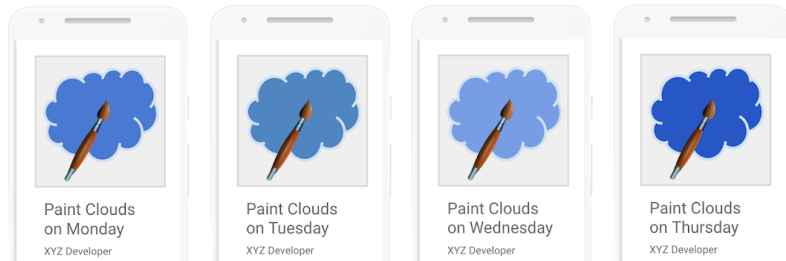 Paint Clouds
on Monday
XYZ Developer
Paint Clouds
on Tuesday
XYZ Developer
Paint Clouds
on Wednesday
XYZ Developer
Paint Clouds
on Thursday
XYZ Developer